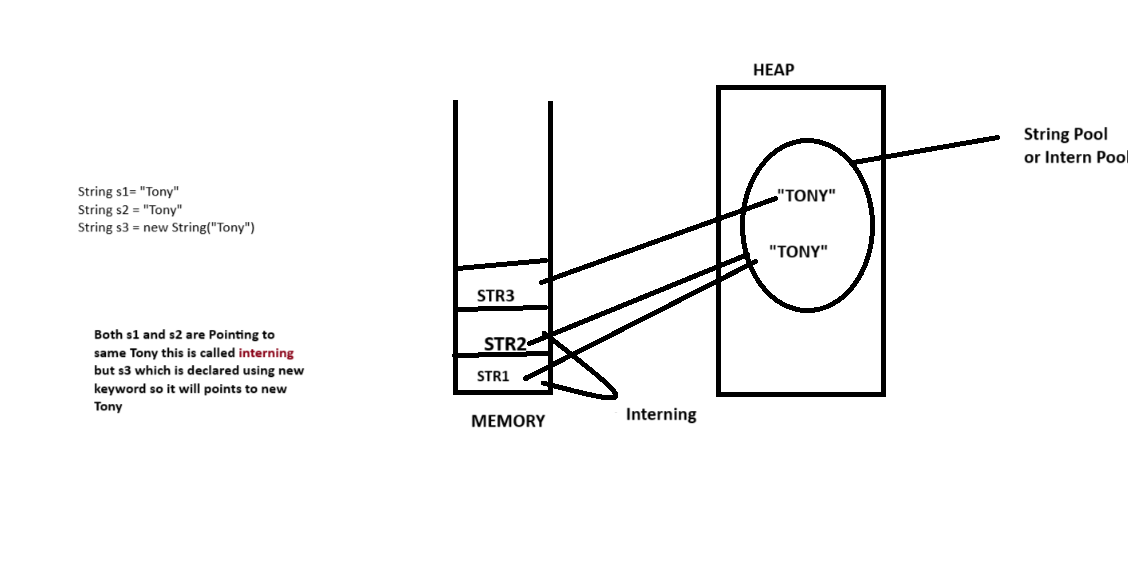 HEAP
String Pool
or Intern Pool
String s1= "Tony"
String s2 = "Tony"
String s3 = new String("Tony")
"TONY"
"TONY"
STR3
STR2
STR1
Both s1 and s2 are Pointing to
same Tony this is called interning
but s3 which is declared using new
keyword so it will points to new
Tony
Interning
MEMORY